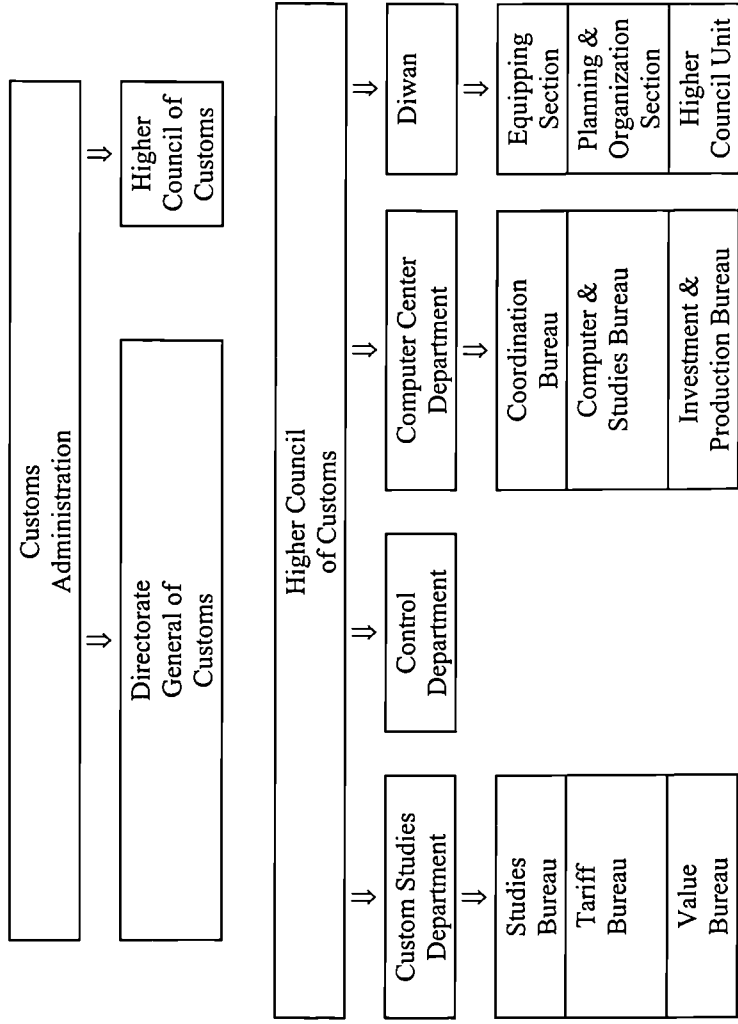 Customs
Administration
⇒
⇒
Directorate
General of
Customs
Higher
Council of
Customs
Higher Council
of Customs
⇒
⇒
⇒
⇒
Custom Studies
Department
Control
Department
Computer Center
Department
Diwan
⇒
⇒
⇒
Studies
Bureau
Tariff
Bureau
Value
Bureau
Coordination
Bureau
Computer &
Studies Bureau
Investment &
Production Bureau
Equipping
Section
Planning &
Organization
Section
Higher
Council Unit